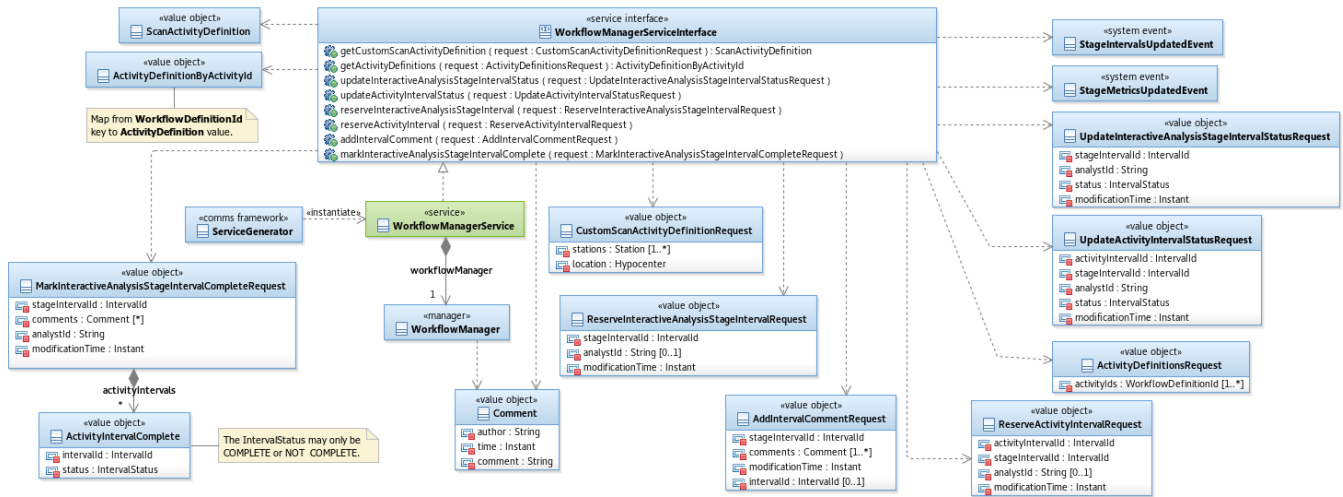 «value object»
ScanActivityDefinition
«value object»
ActivityDefinitionByActivityId
Map from WorkflowDefinitionId
key to ActivityDefinition value.
«service interface»
WorkflowManagerServiceInterface
getCustomScanActivityDefinition ( request : CustomScanActivityDefinitionRequest ) : ScanActivityDefinition
getActivityDefinitions ( request : ActivityDefinitionsRequest ) : ActivityDefinitionByActivityId
updateInteractiveAnalysisStageIntervalStatus ( request : UpdateInteractiveAnalysisStageIntervalStatusRequest )
updateActivityIntervalStatus ( request : UpdateActivityIntervalStatusRequest )
reserveInteractiveAnalysisStageInterval ( request : ReserveInteractiveAnalysisStageIntervalRequest )
reserveActivityInterval ( request : ReserveActivityIntervalRequest )
addIntervalComment ( request : AddIntervalCommentRequest )
markInteractiveAnalysisStageIntervalComplete ( request : MarkInteractiveAnalysisStageIntervalCompleteRequest )
«system event»
StageIntervalsUpdatedEvent
«system event»
StageMetricsUpdatedEvent
«value object»
UpdateInteractiveAnalysisStageIntervalStatusRequest
stageIntervalId : IntervalId
analystId : String
status : IntervalStatus
modificationTime : Instant
«comms framework»
ServiceGenerator
«instantiate»
«service»
WorkflowManagerService
workflowManager
1
«manager»
WorkflowManager
«value object»
CustomScanActivityDefinitionRequest
stations : Station [1..*]
location : Hypocenter
«value object»
UpdateActivityIntervalStatusRequest
activityIntervalId : IntervalId
stageIntervalId : IntervalId
analystId : String
status : IntervalStatus
modificationTime : Instant
«value object»
MarkInteractiveAnalysisStageIntervalCompleteRequest
stageIntervalId : IntervalId
comments : Comment [*]
analystId : String
modificationTime : Instant
activityIntervals
*
«value object»
ReserveInteractiveAnalysisStageIntervalRequest
stageIntervalId : IntervalId
analystId : String [0..1]
modificationTime : Instant
«value object»
ActivityDefinitionsRequest
activityIds : WorkflowDefinitionId [1..*]
«value object»
ActivityIntervalComplete
intervalId : IntervalId
status : IntervalStatus
The IntervalStatus may only be
COMPLETE or NOT COMPLETE.
«value object»
Comment
author : String
time : Instant
comment : String
«value object»
AddIntervalCommentRequest
stageIntervalId : IntervalId
comments : Comment [1..*]
modificationTime : Instant
intervalId : IntervalId [0..1]
«value object»
ReserveActivityIntervalRequest
activityIntervalId : IntervalId
stageIntervalId : IntervalId
analystId : String [0..1]
modificationTime : Instant